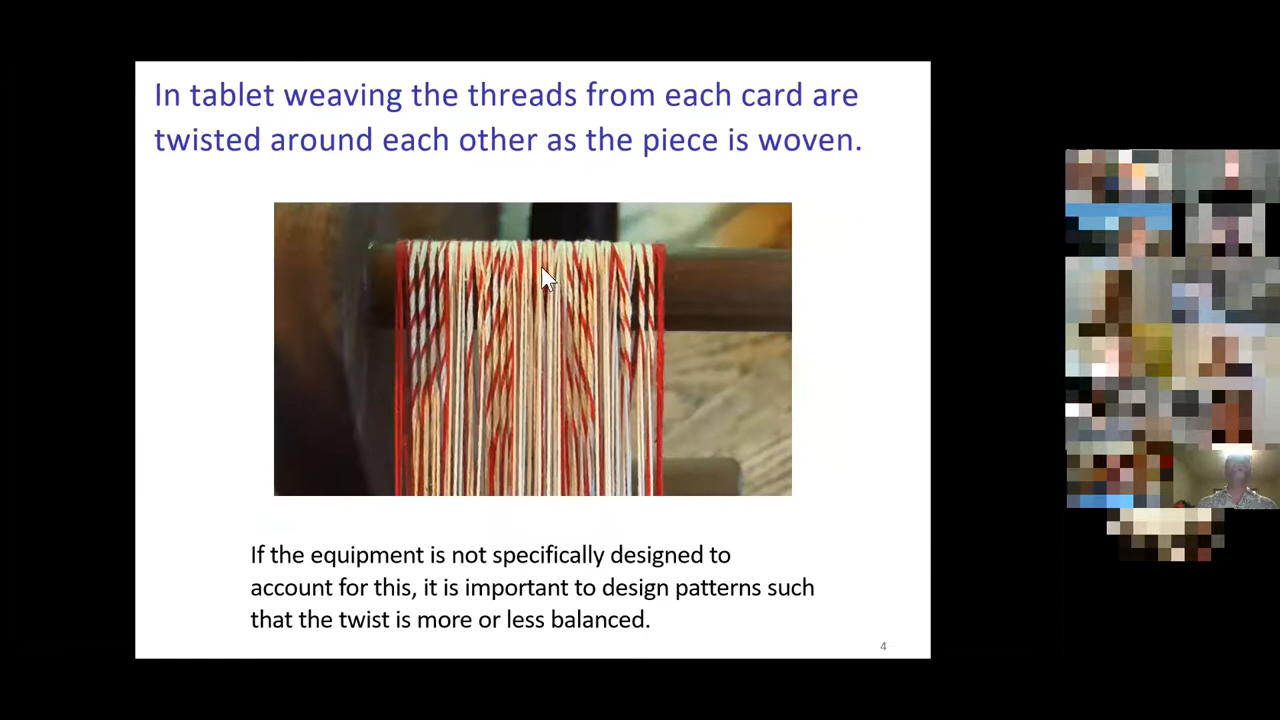 In tablet weaving the threads from each card are
twisted around each other as the piece is woven.
If the equipment is not specifically designed to
account for this, it is important to design patterns such
that the twist is more or less balanced.
4